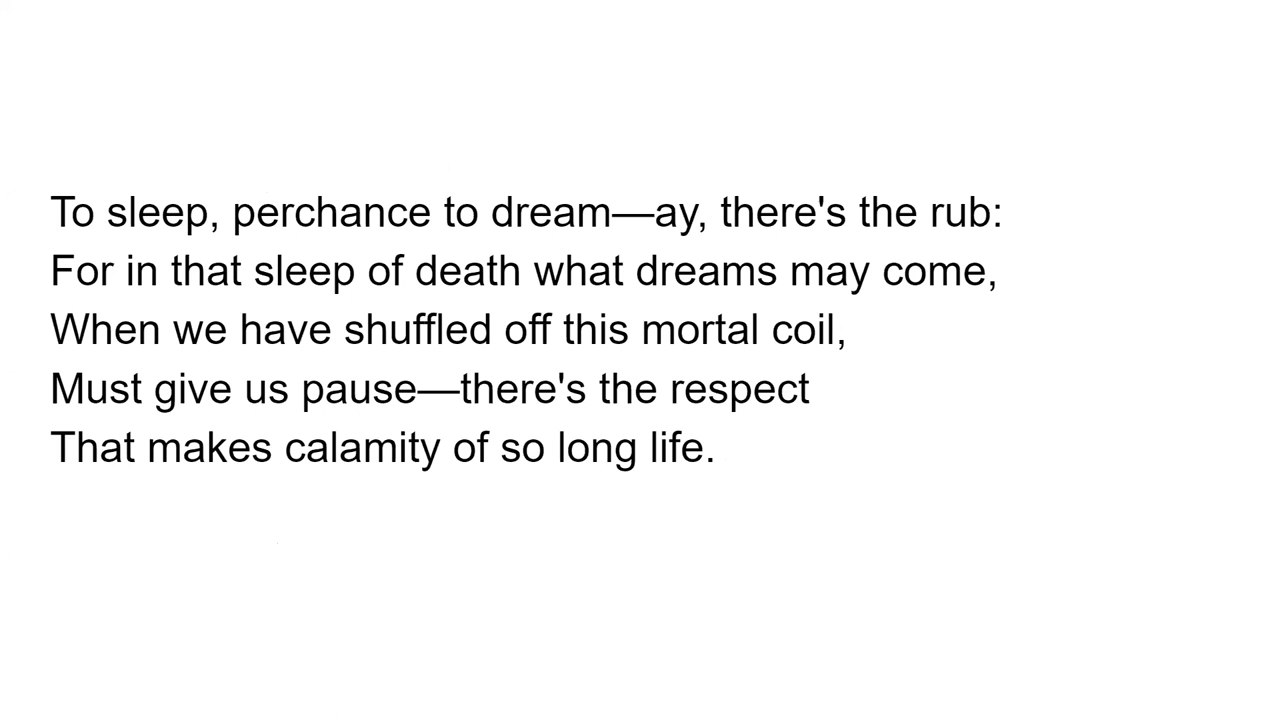 To sleep, perchance to dream—ay, there's the rub:
For in that sleep of death what dreams may come,
When we have shuffled off this mortal coil,
Must give us pause—there's the respect
That makes calamity of so long life.